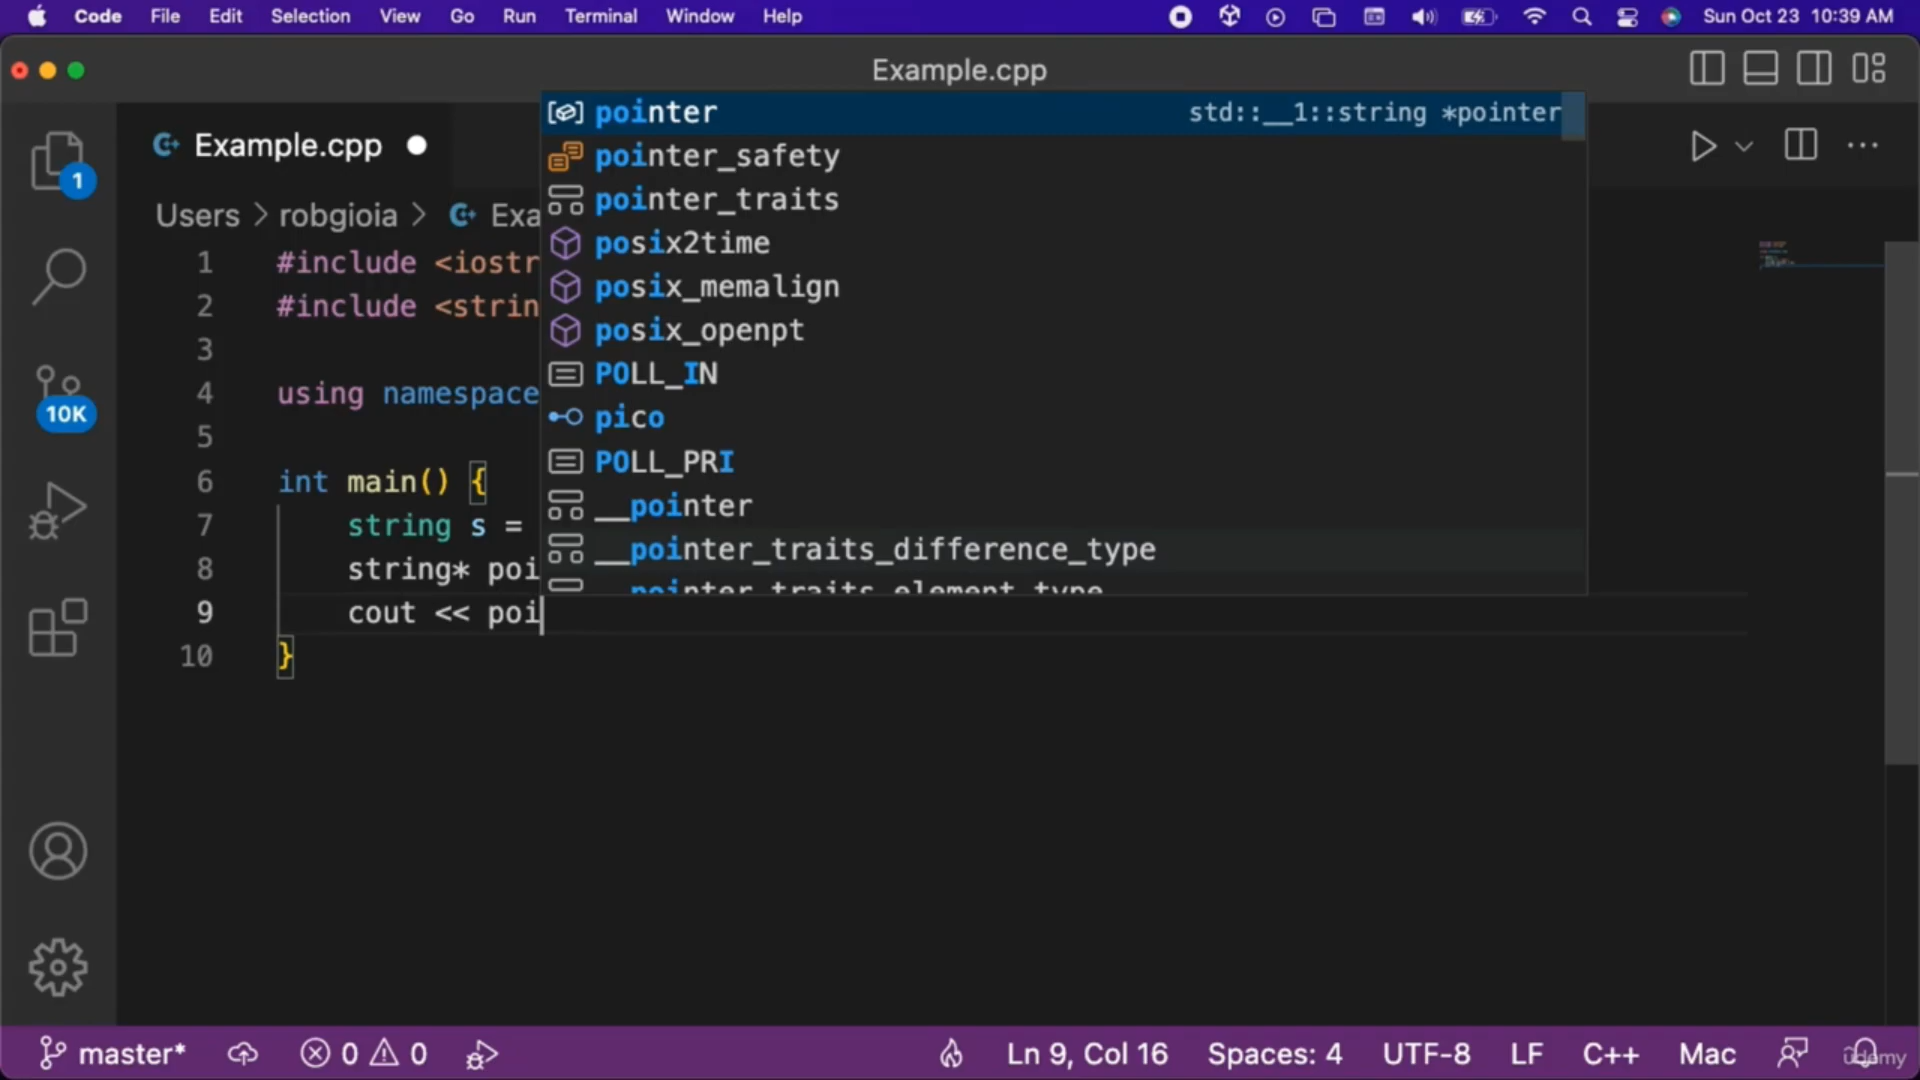 Code File Edit Selection View Go Run Terminal Window Help Sun Oct 23 10:39 AM
Example.cpp
Example.cpp
Users > robgioia > Exa
1 #include <iostr
2 #include <strin
3
4 using namespace
5
6 int main() {
7 string s =
8 string* poi
9 cout << poi
10 }
pointer std::__1::string *pointer
pointer_safety
pointer_traits
posix2time
posix_memalign
posix_openpt
POLL_IN
pico
POLL_PRI
__pointer
__pointer_traits_difference_type
__pointer_traits_element_type
1
10K
master* 0 0 Ln 9, Col 16 Spaces: 4 UTF-8 LF C++ Mac
ûdemy